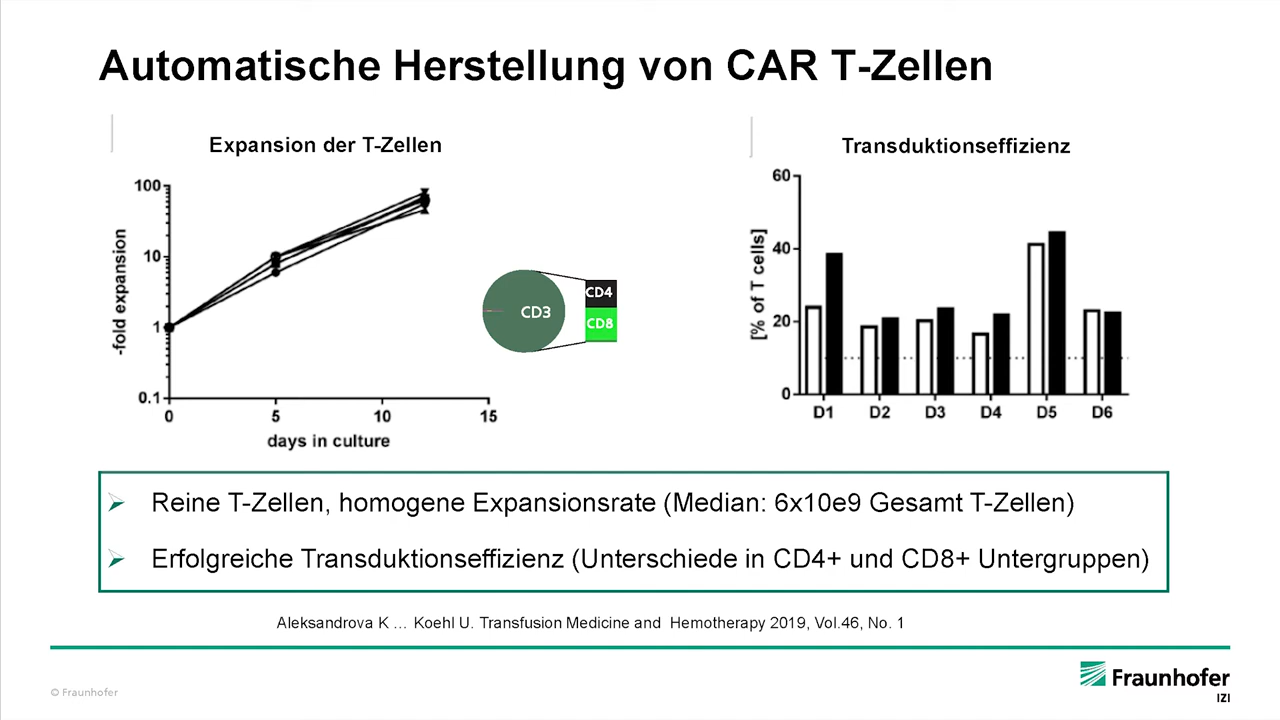 Automatische Herstellung von CAR T-Zellen
Expansion der T-Zellen
100
10
1
0.1
-fold expansion
0
5
10
15
days in culture
CD3
CD4
CD8
Transduktionseffizienz
60
40
20
0
[% of T cells]
D1
D2
D3
D4
D5
D6
Reine T-Zellen, homogene Expansionsrate (Median: 6x10e9 Gesamt T-Zellen)
Erfolgreiche Transduktionseffizienz (Unterschiede in CD4+ und CD8+ Untergruppen)
Aleksandrova K ... Koehl U. Transfusion Medicine and Hemotherapy 2019, Vol.46, No. 1
© Fraunhofer
Fraunhofer
IZI